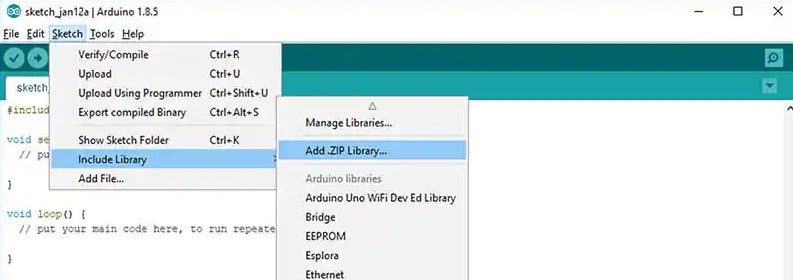 sketch_jan12a | Arduino 1.8.5
File Edit Sketch Tools Help
Verify/Compile Ctrl+R
Upload Ctrl+U
Upload Using Programmer Ctrl+Shift+U
Export compiled Binary Ctrl+Alt+S
Show Sketch Folder Ctrl+K
Include Library
Add File...
Manage Libraries...
Add .ZIP Library...
Arduino libraries
Arduino Uno WiFi Dev Ed Library
Bridge
EEPROM
Esplora
Ethernet
sketch_
#includ
void se
// pu
}
void loop() {
// put your main code here, to run repeate
}